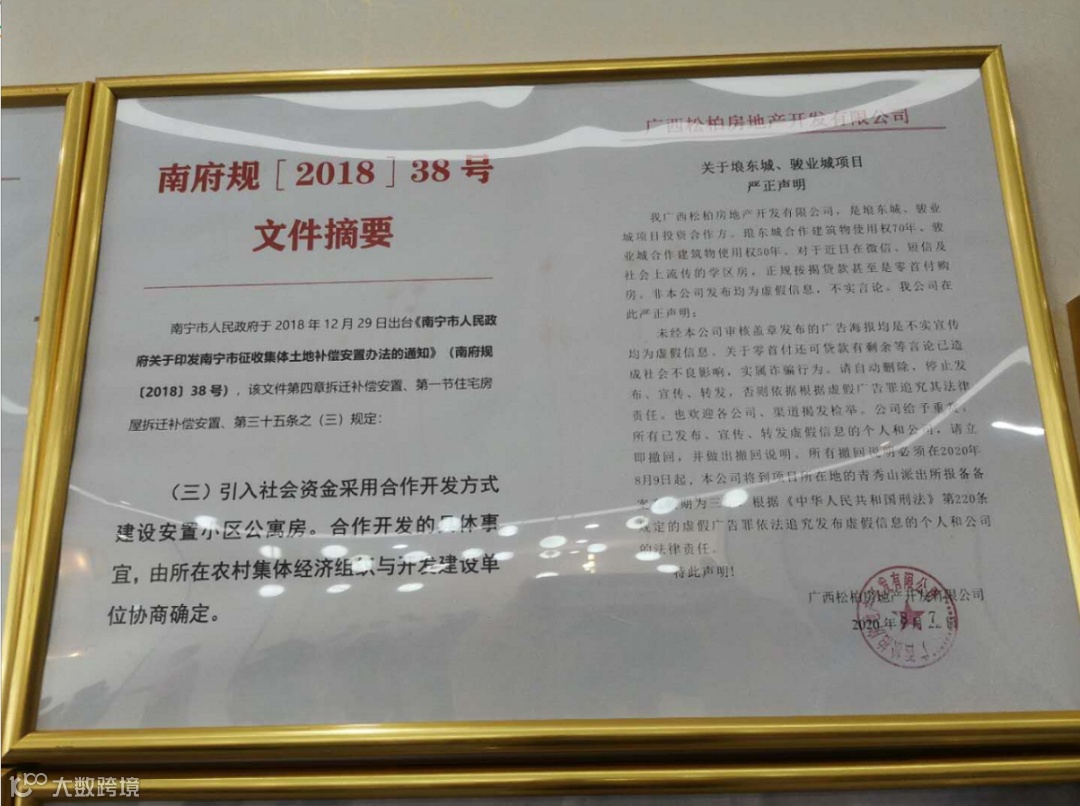 南府规［2018］38号
文件摘要
南宁市人民政府于2018年12月29日出台《南宁市人民政
府关于印发南宁市征收集体土地补偿安置办法的通知》（南府规
〔2018〕38号），该文件第四章拆迁补偿安置、第一节住宅房
屋拆迁补偿安置、第三十五条之（三）规定：
（三）引入社会资金采用合作开发方式
建设安置小区公寓房。合作开发的具体事
宜，由所在农村集体经济组织与开发建设单
位协商确定。
广西松柏房地产开发有限公司
关于埌东城、骏业城项目
严正声明
我广西松柏房地产开发有限公司，是埌东城、骏业
城项目投资合作方。埌东城合作建筑物使用权70年，骏
业城合作建筑物使用权50年。对于近日在微信、短信及
社会上流传的学区房，正规按揭贷款甚至是零首付购
房。非本公司发布均为虚假信息，不实言论。我公司在
此严正声明：
未经本公司审核盖章发布的广告海报均是不实宣传
均为虚假信息。关于零首付还可贷款有剩余等言论已造
成社会不良影响，实属诈骗行为。请自动删除，停止发
布、宣传、转发，否则依据根据虚假广告罪追究其法律
责任。也欢迎各公司、渠道揭发检举。公司给予重
所有已发布、宣传、转发虚假信息的个人和公司，请立
即撤回，并做出撤回说明。所有撤回说明必须在2020年
8月9日起，本公司将到项目所在地的青秀山派出所报备备
案 期为三 根据《中华人民共和国刑法》第220条
规定的虚假广告罪依法追究发布虚假信息的个人和公司
的法律责任。
特此声明!
广西松柏房地产开发有限公司
2020年8月7日
大数跨境